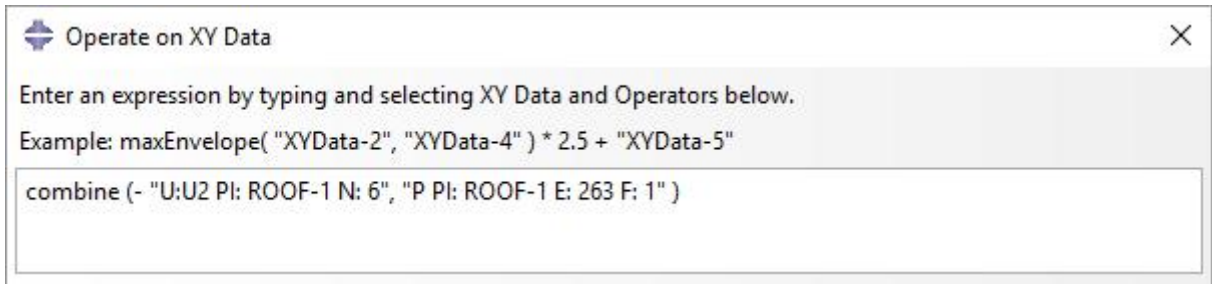 Operate on XY Data
Enter an expression by typing and selecting XY Data and Operators below.
Example: maxEnvelope( "XYData-2", "XYData-4" ) * 2.5 + "XYData-5"
combine (- "U:U2 PI: ROOF-1 N: 6", "P PI: ROOF-1 E: 263 F: 1" )